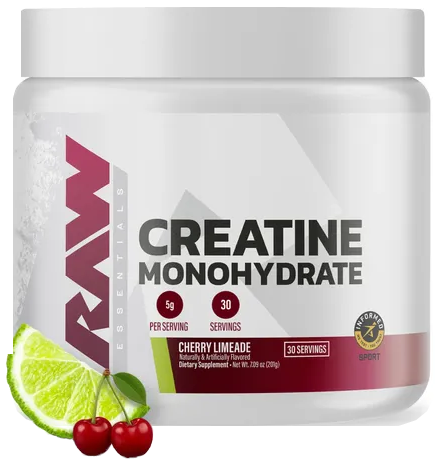 RAW
ESSENTIALS
CREATINE
MONOHYDRATE
5g
PER SERVING
30
SERVINGS
CHERRY LIMEADE
Naturally & Artificially Flavored
Dietary Supplement • Net Wt. 7.09 oz (201g)
30 SERVINGS
INFORMED
SPORT